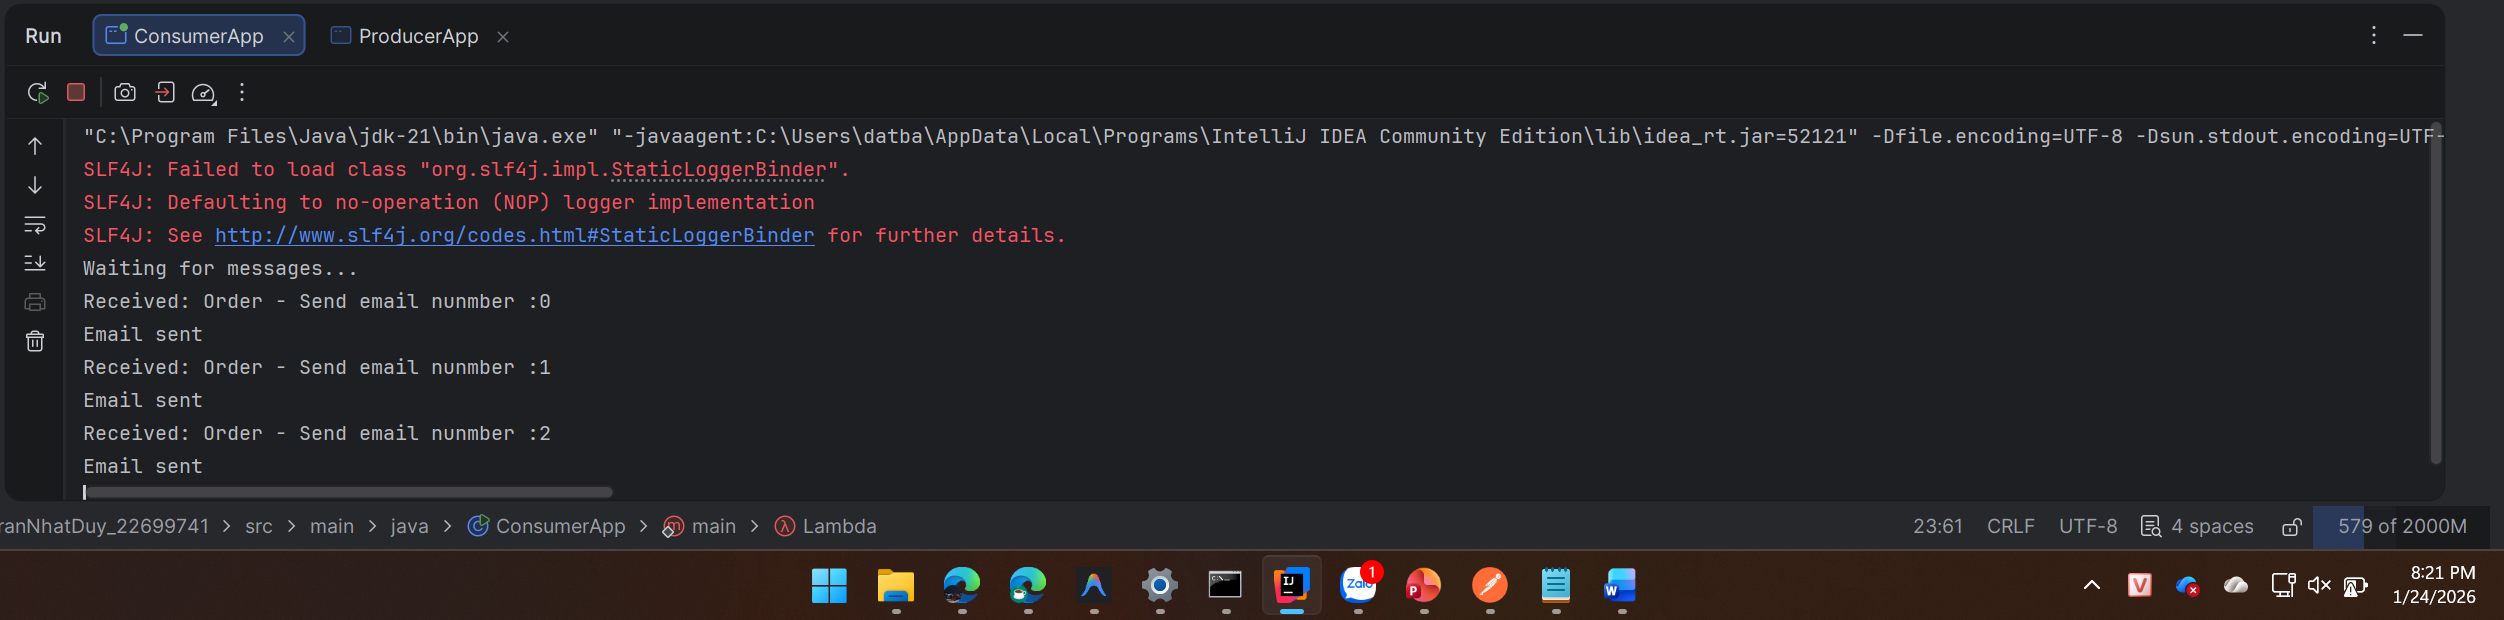 Run
ConsumerApp
ProducerApp
"C:\Program Files\Java\jdk-21\bin\java.exe" "-javaagent:C:\Users\datba\AppData\Local\Programs\IntelliJ IDEA Community Edition\lib\idea_rt.jar=52121" -Dfile.encoding=UTF-8 -Dsun.stdout.encoding=UTF-
SLF4J: Failed to load class "org.slf4j.impl.StaticLoggerBinder".
SLF4J: Defaulting to no-operation (NOP) logger implementation
SLF4J: See http://www.slf4j.org/codes.html#StaticLoggerBinder for further details.
Waiting for messages...
Received: Order - Send email nunmber :0
Email sent
Received: Order - Send email nunmber :1
Email sent
Received: Order - Send email nunmber :2
Email sent
ranNhatDuy_22699741 > src > main > java > ConsumerApp > main > Lambda
23:61 CRLF UTF-8 4 spaces 579 of 2000M
8:21 PM
1/24/2026